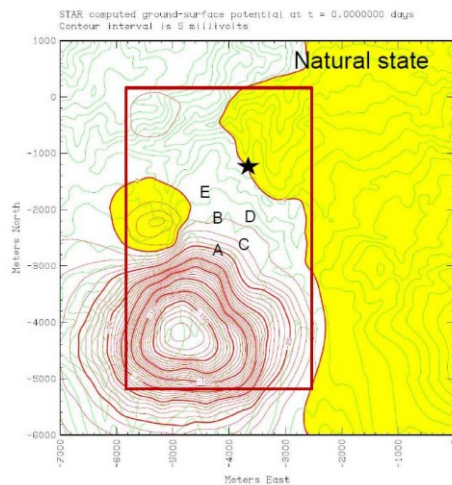 STAR computed ground-surface potential at t = 0.0000000 days
Contour interval is 5 millivolts
Natural state
1000
0
-1000
-2000
-3000
-4000
-5000
-6000
Meters North
E
B
D
A
C
-7000
-6000
-5000
-4000
-3000
-2000
-1000
0
Meters East